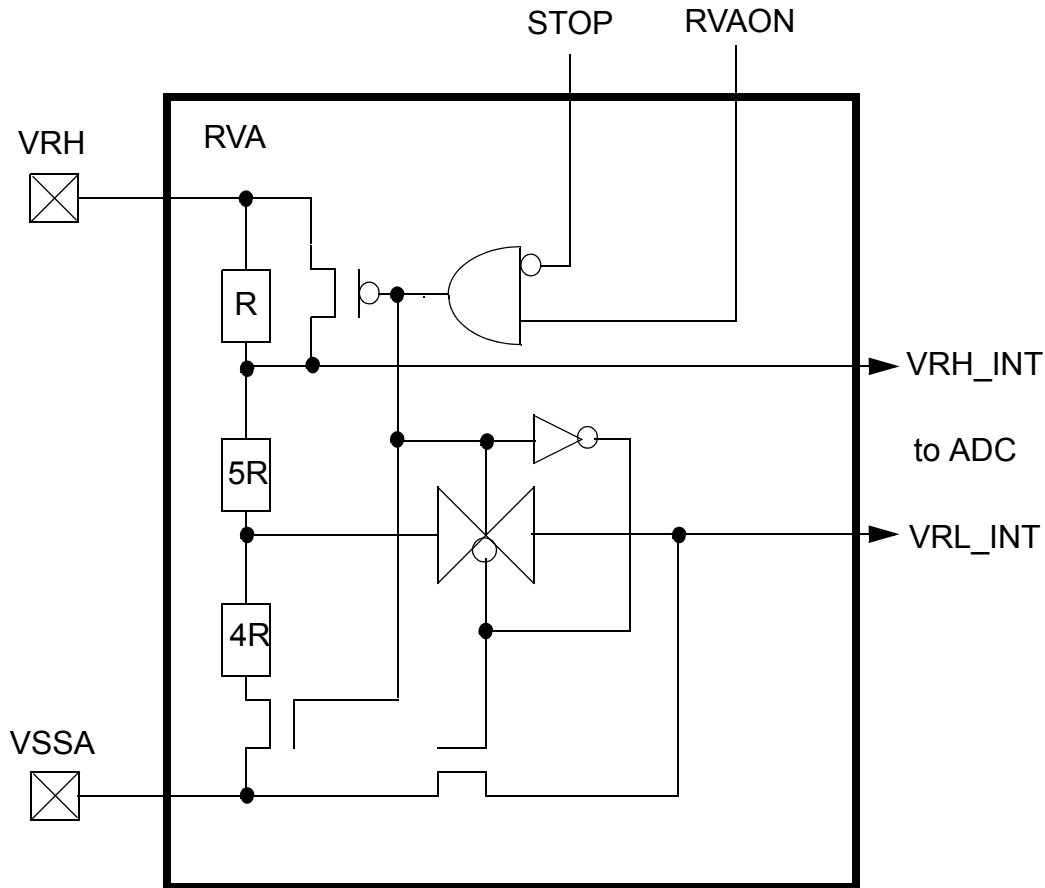 STOP
RVAON
RVA
VRH
R
VRH_INT
5R
to ADC
VRL_INT
4R
VSSA